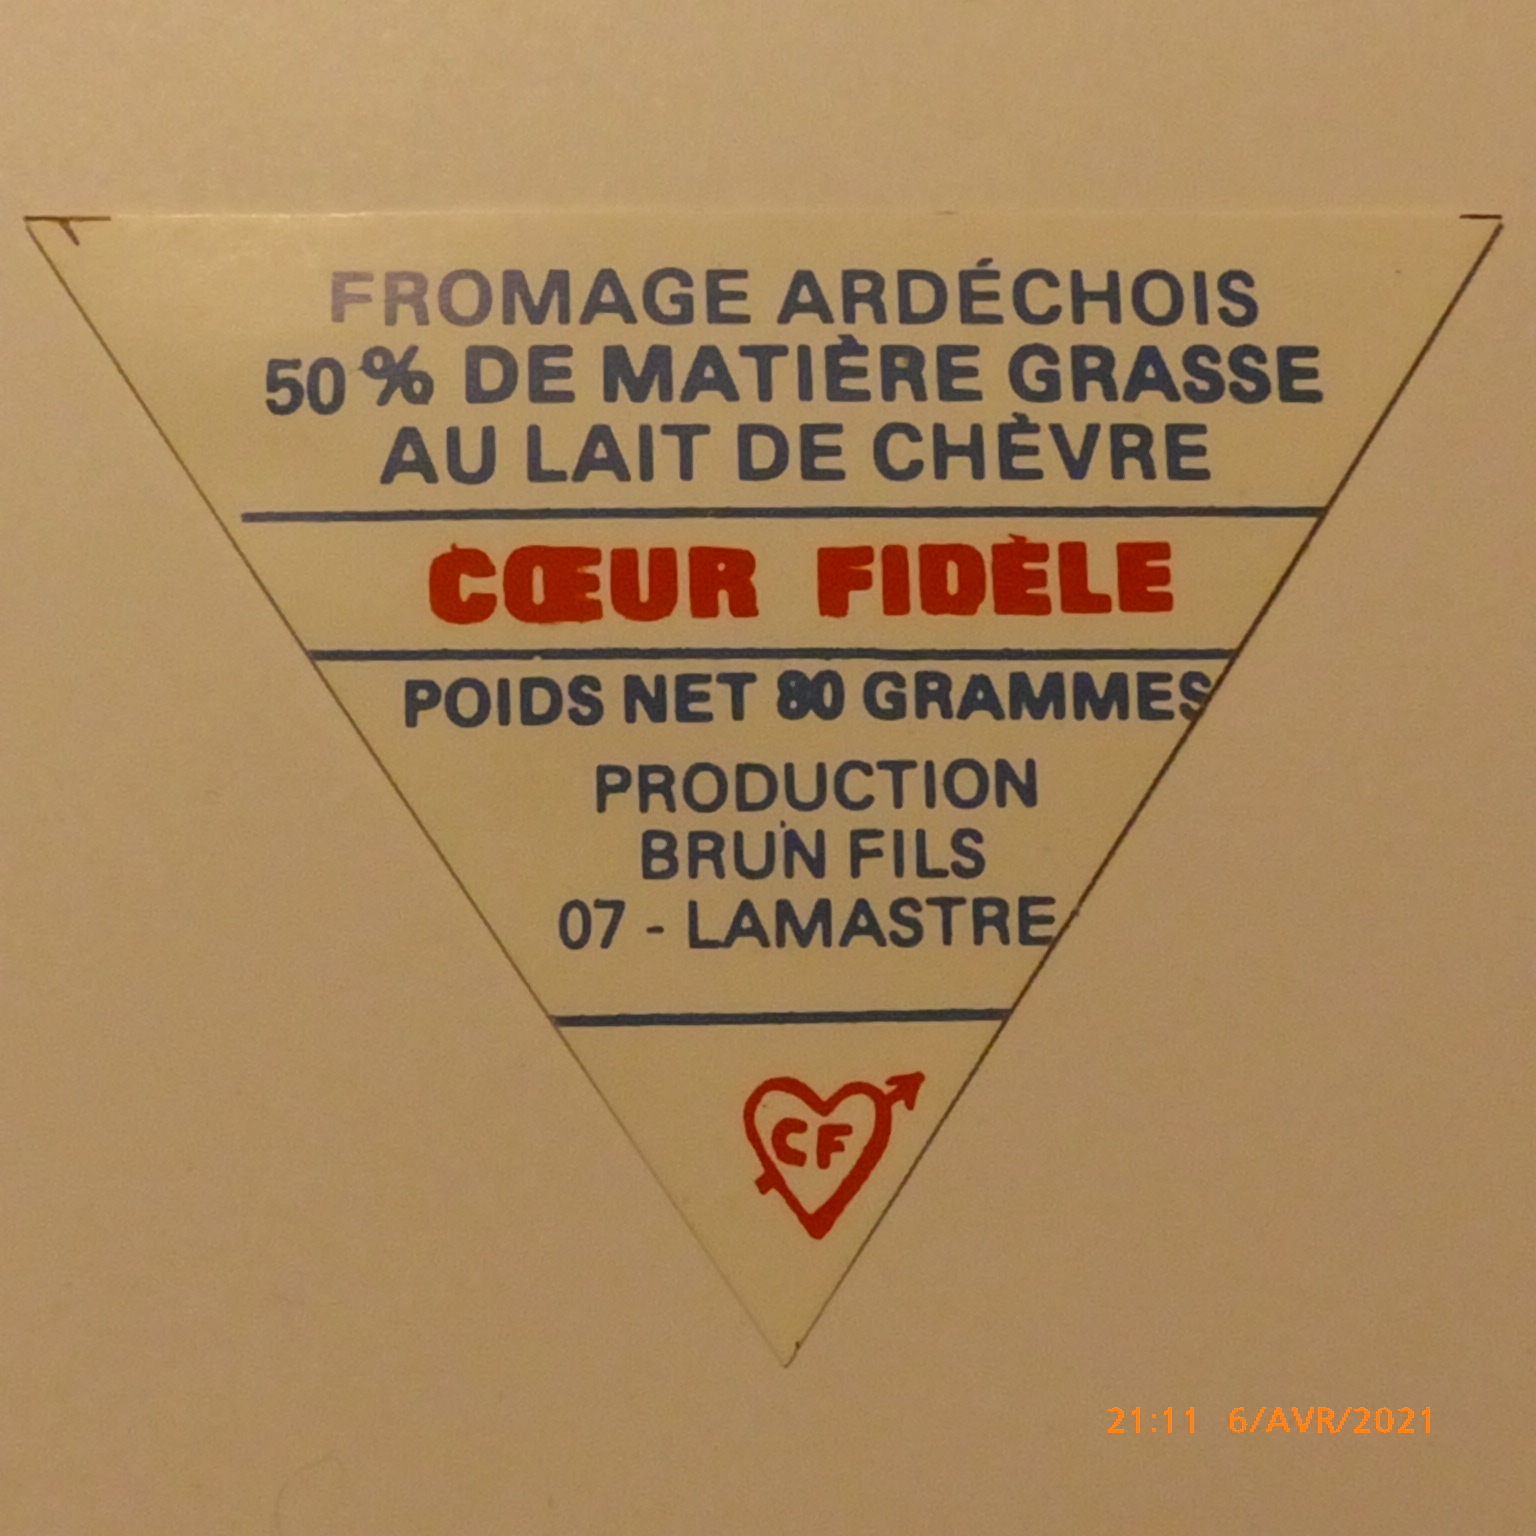 FROMAGE ARDÉCHOIS
50% DE MATIÈRE GRASSE
AU LAIT DE CHÈVRE
CŒUR FIDÈLE
POIDS NET 80 GRAMMES
PRODUCTION
BRUN FILS
07 - LAMASTRE
CF
21:11 6/AVR/2021